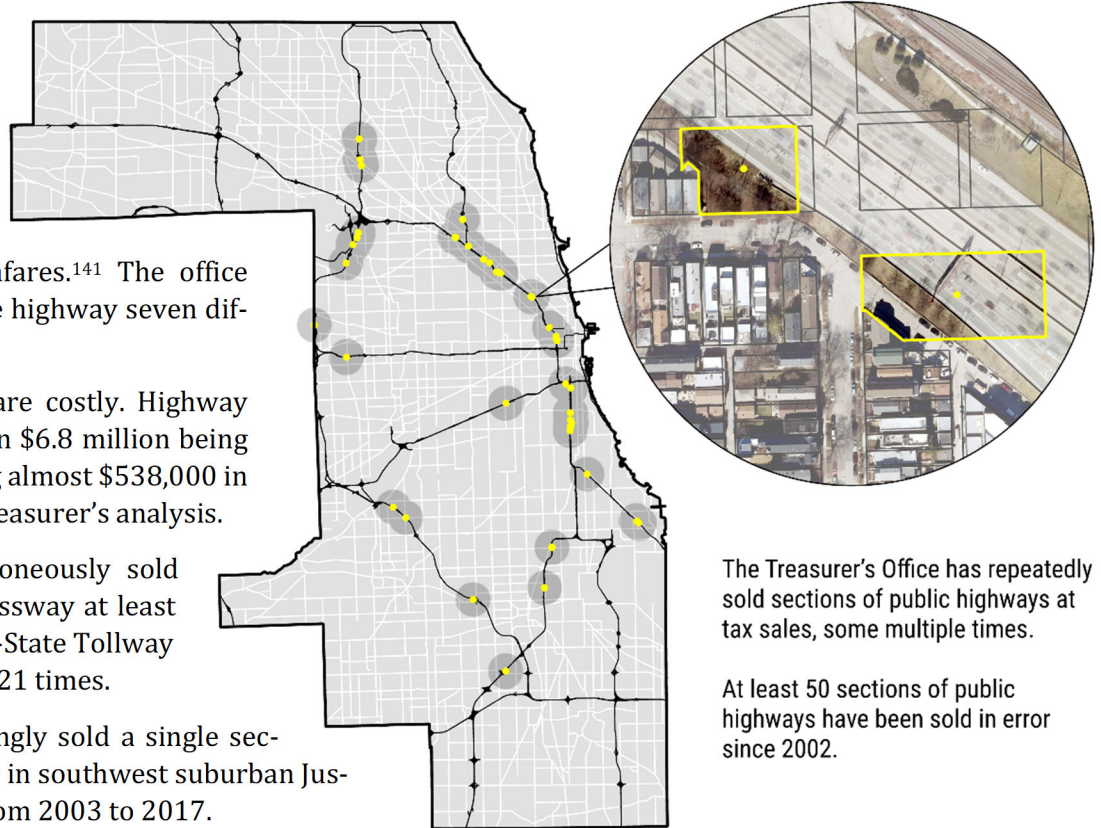 nfares.141 The office
e highway seven dif-
are costly. Highway
n $6.8 million being
g almost $538,000 in
easurer's analysis.
oneously sold
essway at least
-State Tollway
21 times.
ngly sold a single sec-
in southwest suburban Jus-
om 2003 to 2017.
The Treasurer's Office has repeatedly
sold sections of public highways at
tax sales, some multiple times.
At least 50 sections of public
highways have been sold in error
since 2002.